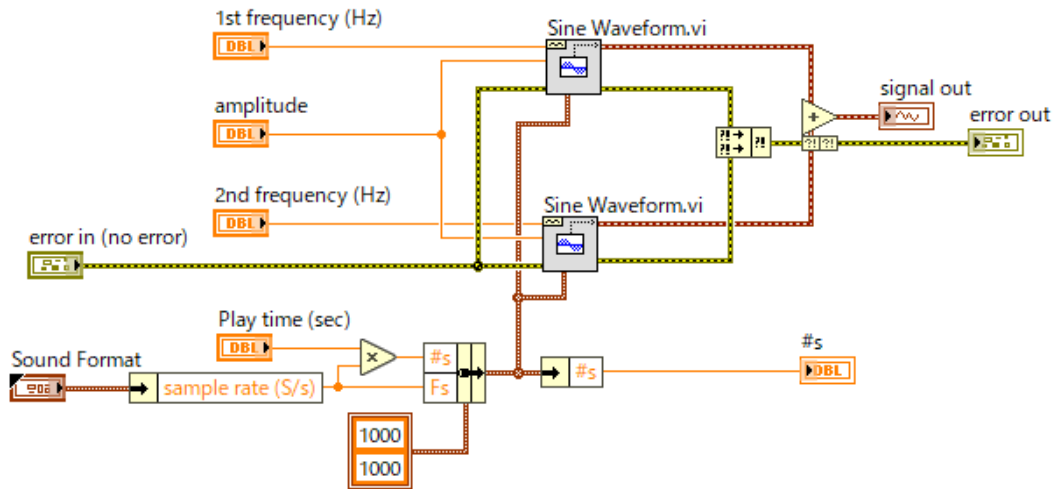 1st frequency (Hz)
DBL
Sine Waveform.vi
amplitude
DBL
signal out
error out
+
?! ?!
?!
?!
?!
2nd frequency (Hz)
DBL
Sine Waveform.vi
error in (no error)
Play time (sec)
DBL
×
#s
#s
#s
DBL
Sound Format
sample rate (S/s)
Fs
1000
1000